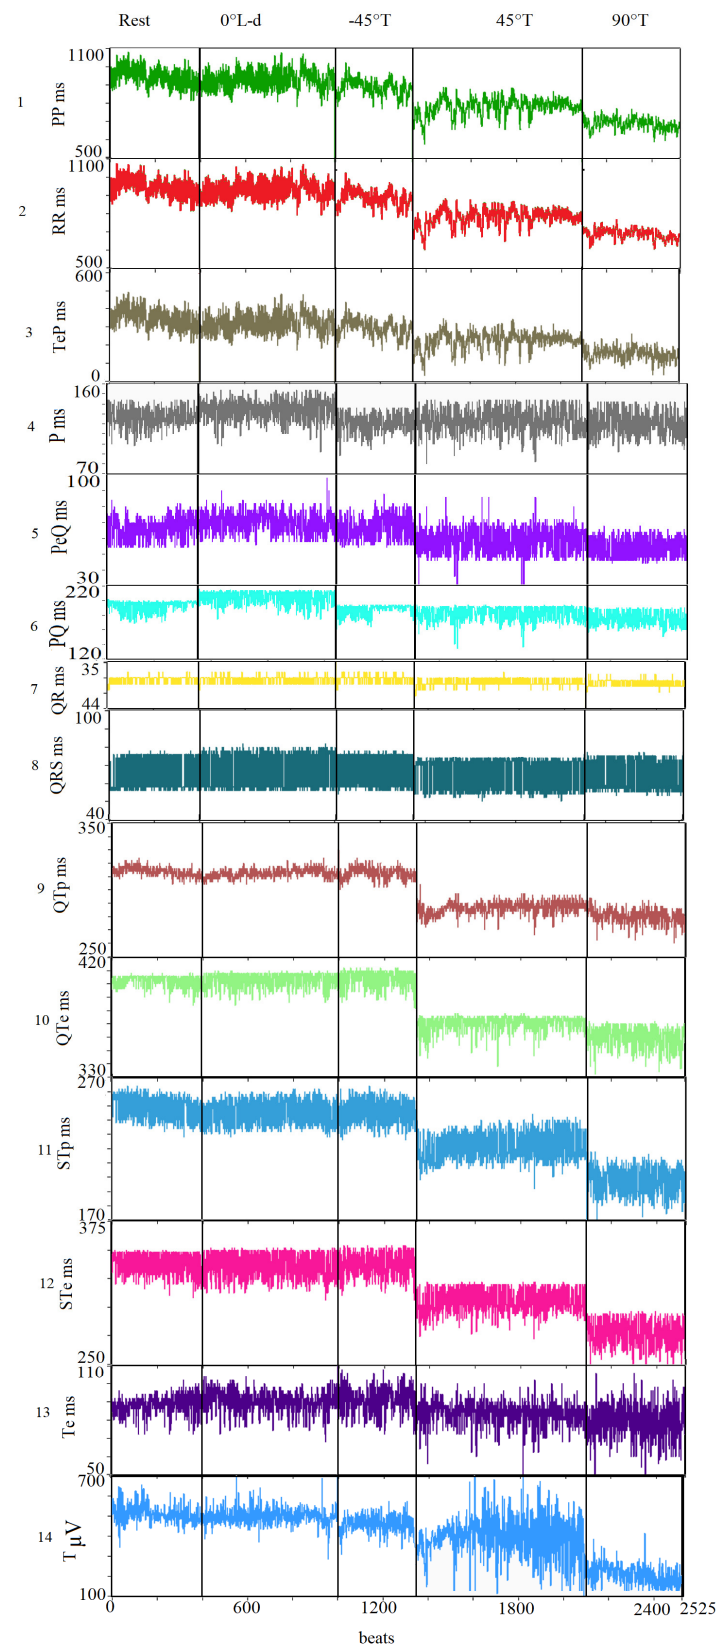 Rest 0°L-d -45°T 45°T 90°T
1100
1 PP ms
500
1100
2 RR ms
500
600
3 TeP ms
0
160
4 P ms
70
100
5 PeQ ms
30
220
6 PQ ms
120
35
7 QR ms
44
100
8 QRS ms
40
350
9 QTp ms
250
420
10 QTe ms
330
270
11 STp ms
170
375
12 STe ms
250
110
13 Te ms
50
700
14 T µV
100
0 600 1200 1800 2400 2525
beats